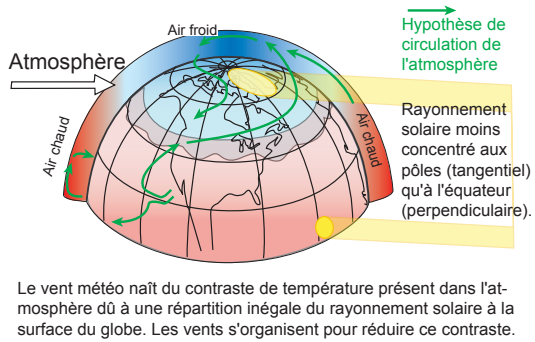 Air froid
Hypothèse de
circulation de
l'atmosphère
Atmosphère
Air chaud
Air chaud
Rayonnement
solaire moins
concentré aux
pôles (tangentiel)
qu'à l'équateur
(perpendiculaire).
Le vent météo naît du contraste de température présent dans l'at-
mosphère dû à une répartition inégale du rayonnement solaire à la
surface du globe. Les vents s'organisent pour réduire ce contraste.